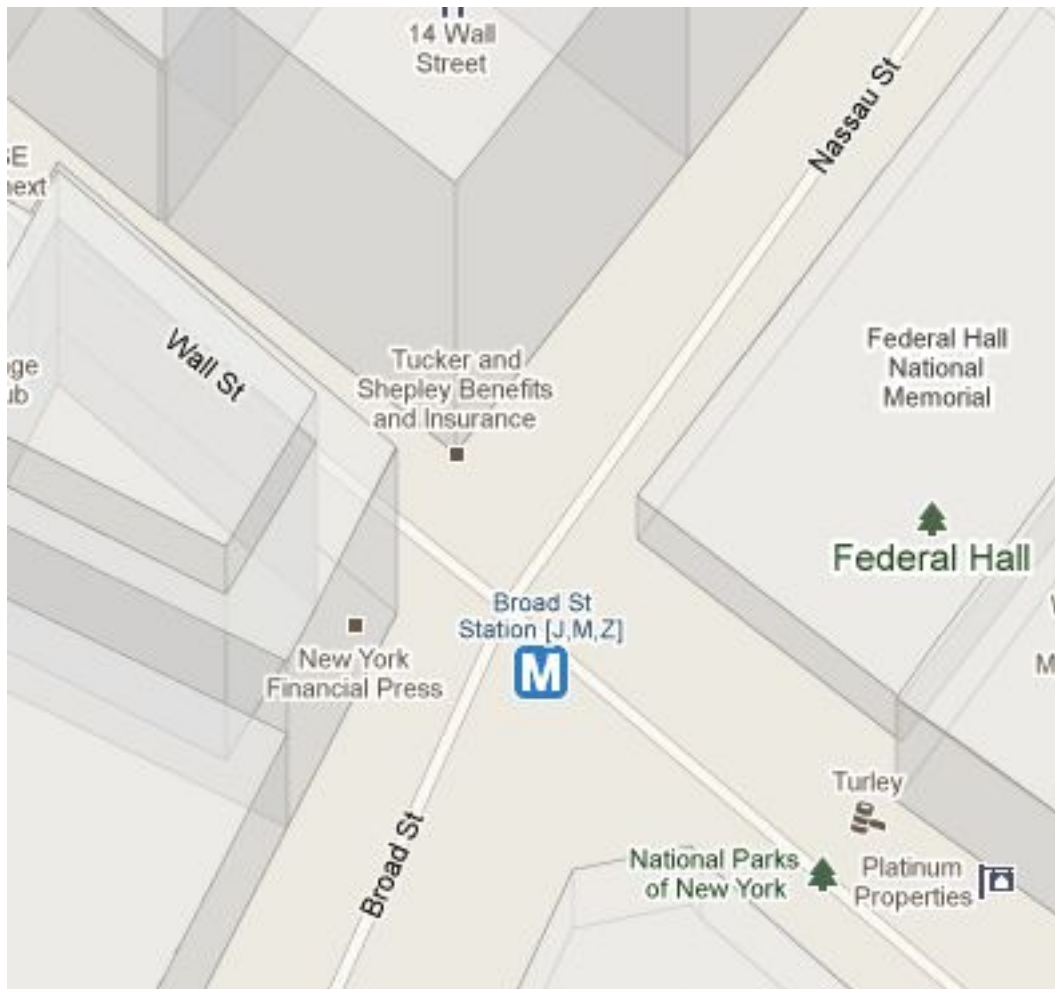 14 Wall
Street
Nassau St
Wall St
Tucker and
Shepley Benefits
and Insurance
Federal Hall
National
Memorial
Federal Hall
Broad St
Station [J,M,Z]
M
New York
Financial Press
Turley
Broad St
National Parks
of New York
Platinum
Properties